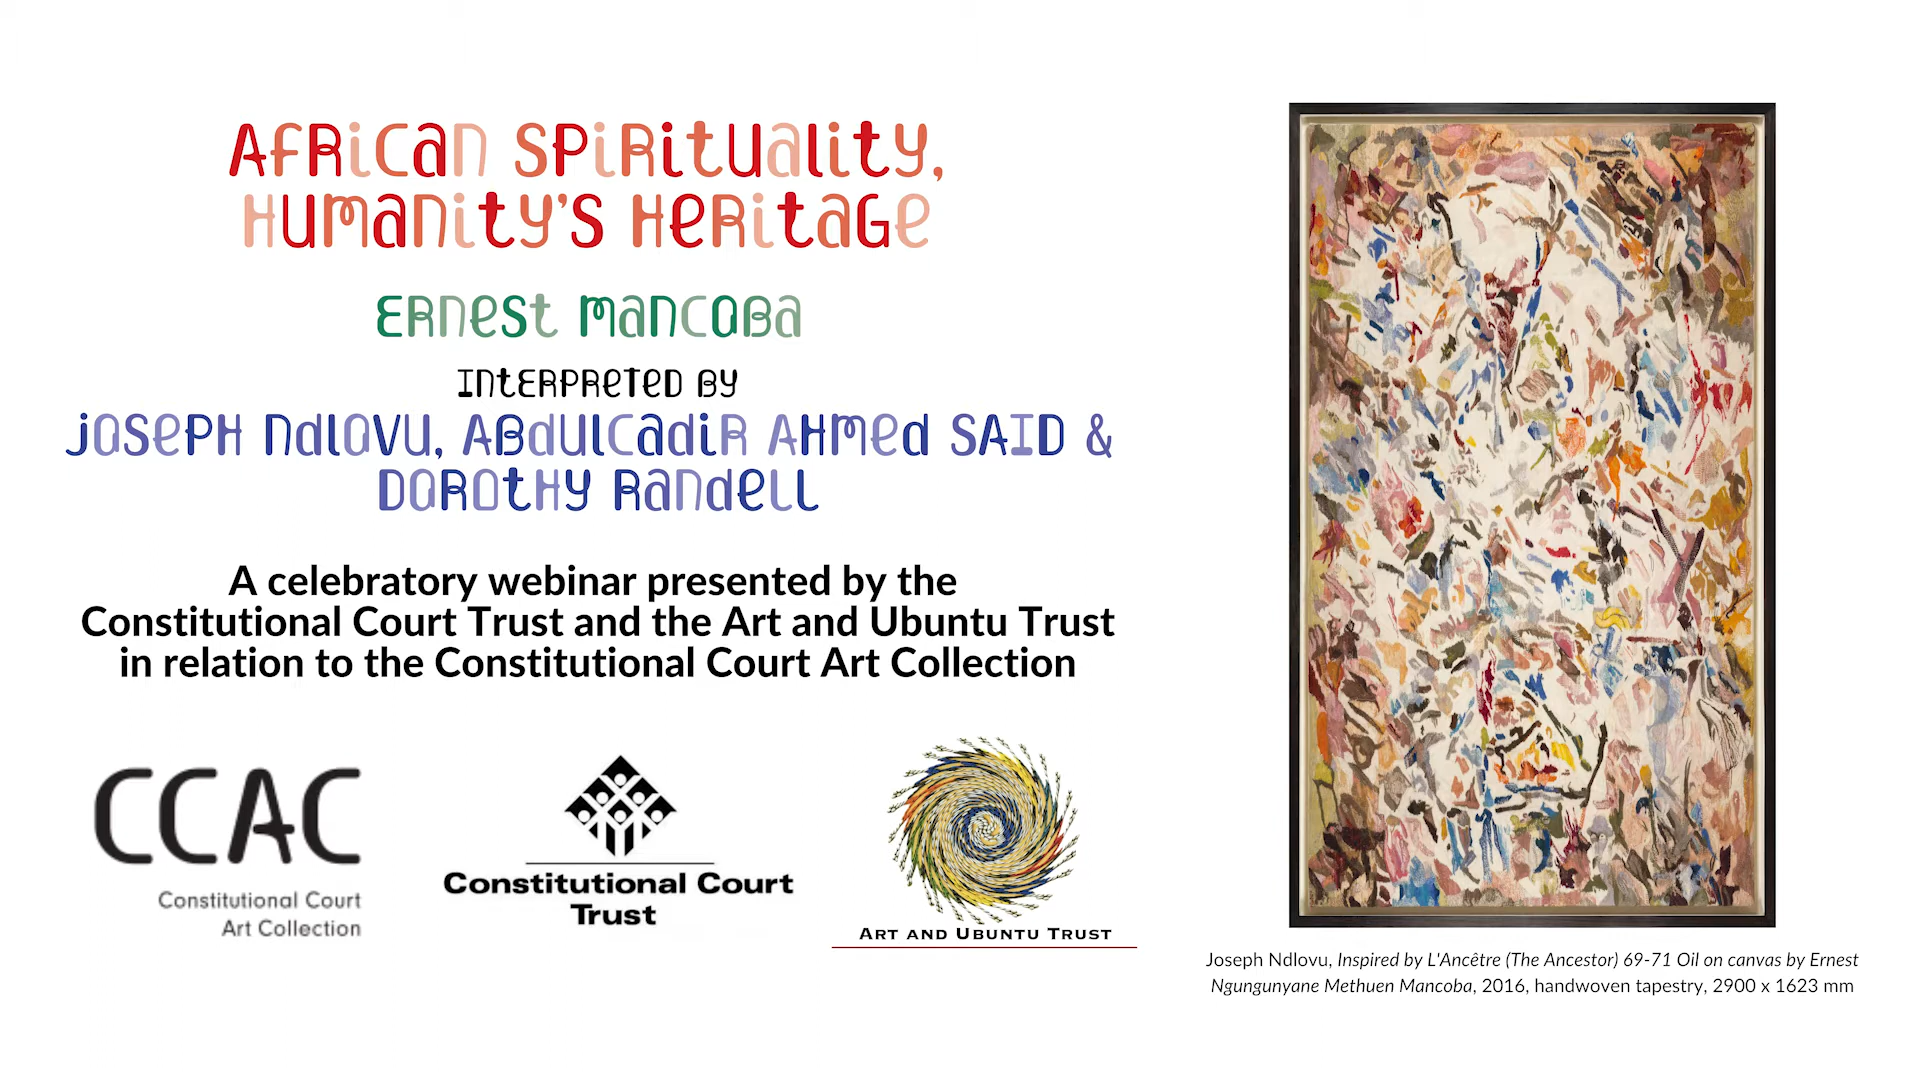 African Spirituality,
Humanity's Heritage
Ernest Mancoba
Interpreted by
Joseph Ndlovu, Abdulcadir Ahmed Said &
Dorothy Randell
A celebratory webinar presented by the
Constitutional Court Trust and the Art and Ubuntu Trust
in relation to the Constitutional Court Art Collection
CCAC
Constitutional Court
Art Collection
Constitutional Court
Trust
Art and Ubuntu Trust
Joseph Ndlovu, Inspired by L'Ancêtre (The Ancestor) 69-71 Oil on canvas by Ernest
Ngungunyane Methuen Mancoba, 2016, handwoven tapestry, 2900 x 1623 mm